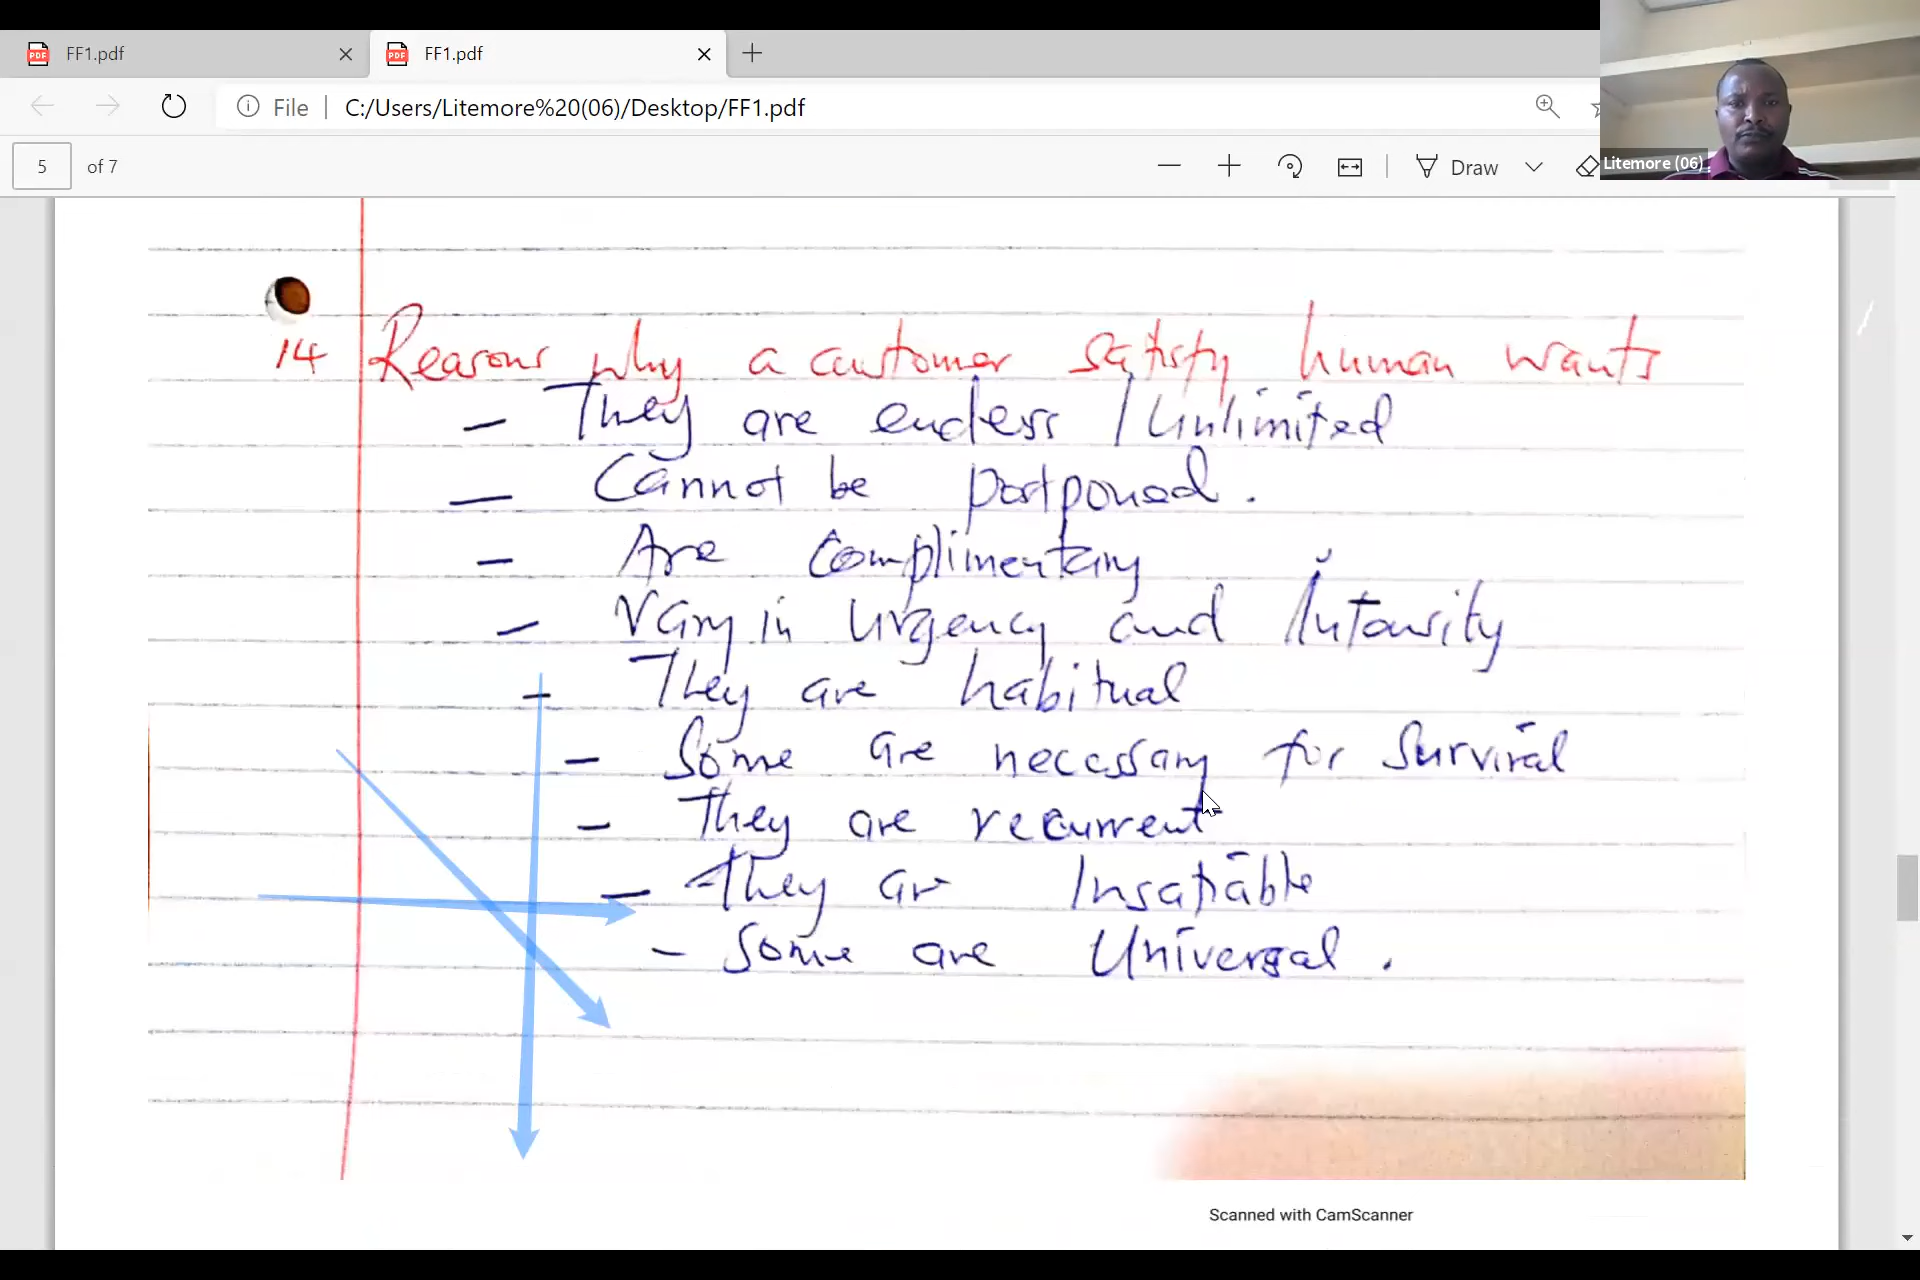 FF1.pdf
FF1.pdf
File | C:/Users/Litemore%20(06)/Desktop/FF1.pdf
5 of 7
Draw
Litemore (06)
14 Reasons why a customer satisfy human wants
- They are endless / Unlimited
- Cannot be postponed.
- Are Complimentary
- Vary in urgency and Intensity
- They are habitual
- Some are necessary for Survival
- They are recurrent
- They are Insatiable
- Some are Universal.
Scanned with CamScanner